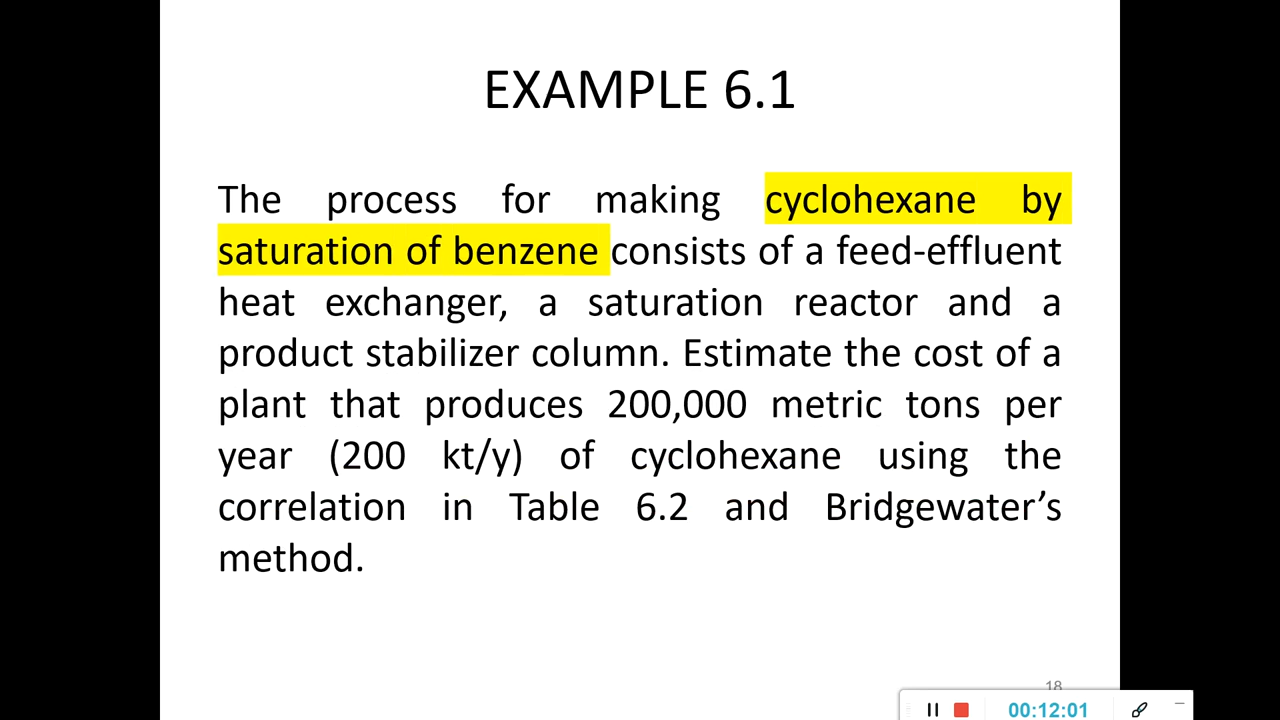 EXAMPLE 6.1
The process for making cyclohexane by
saturation of benzene consists of a feed-effluent
heat exchanger, a saturation reactor and a
product stabilizer column. Estimate the cost of a
plant that produces 200,000 metric tons per
year (200 kt/y) of cyclohexane using the
correlation in Table 6.2 and Bridgewater’s
method.
18
00:12:01